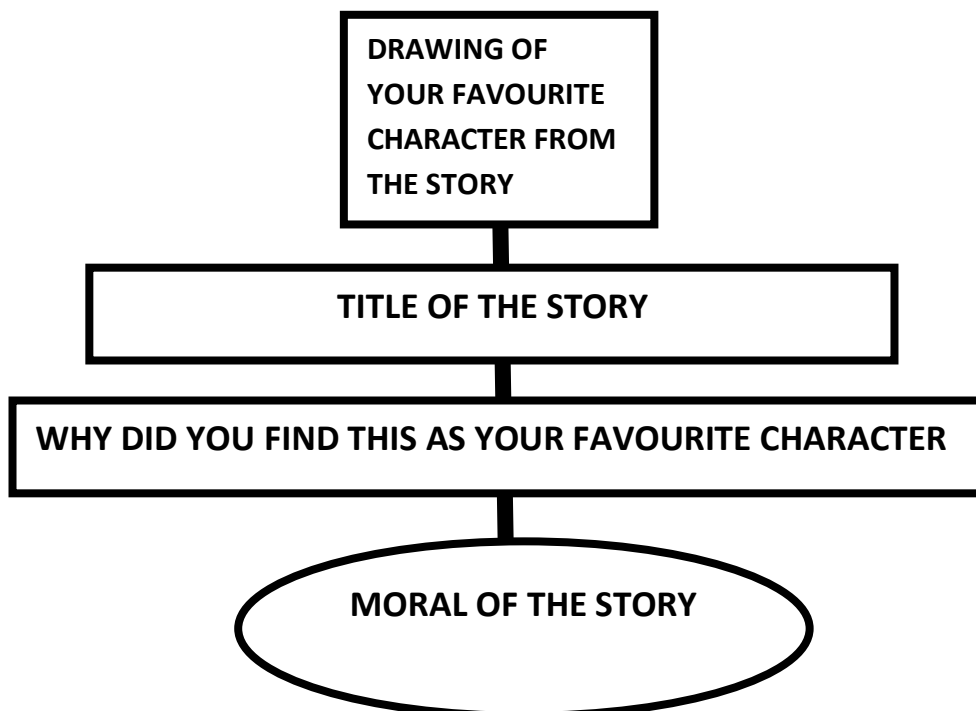 DRAWING OF
YOUR FAVOURITE
CHARACTER FROM
THE STORY
TITLE OF THE STORY
WHY DID YOU FIND THIS AS YOUR FAVOURITE CHARACTER
MORAL OF THE STORY